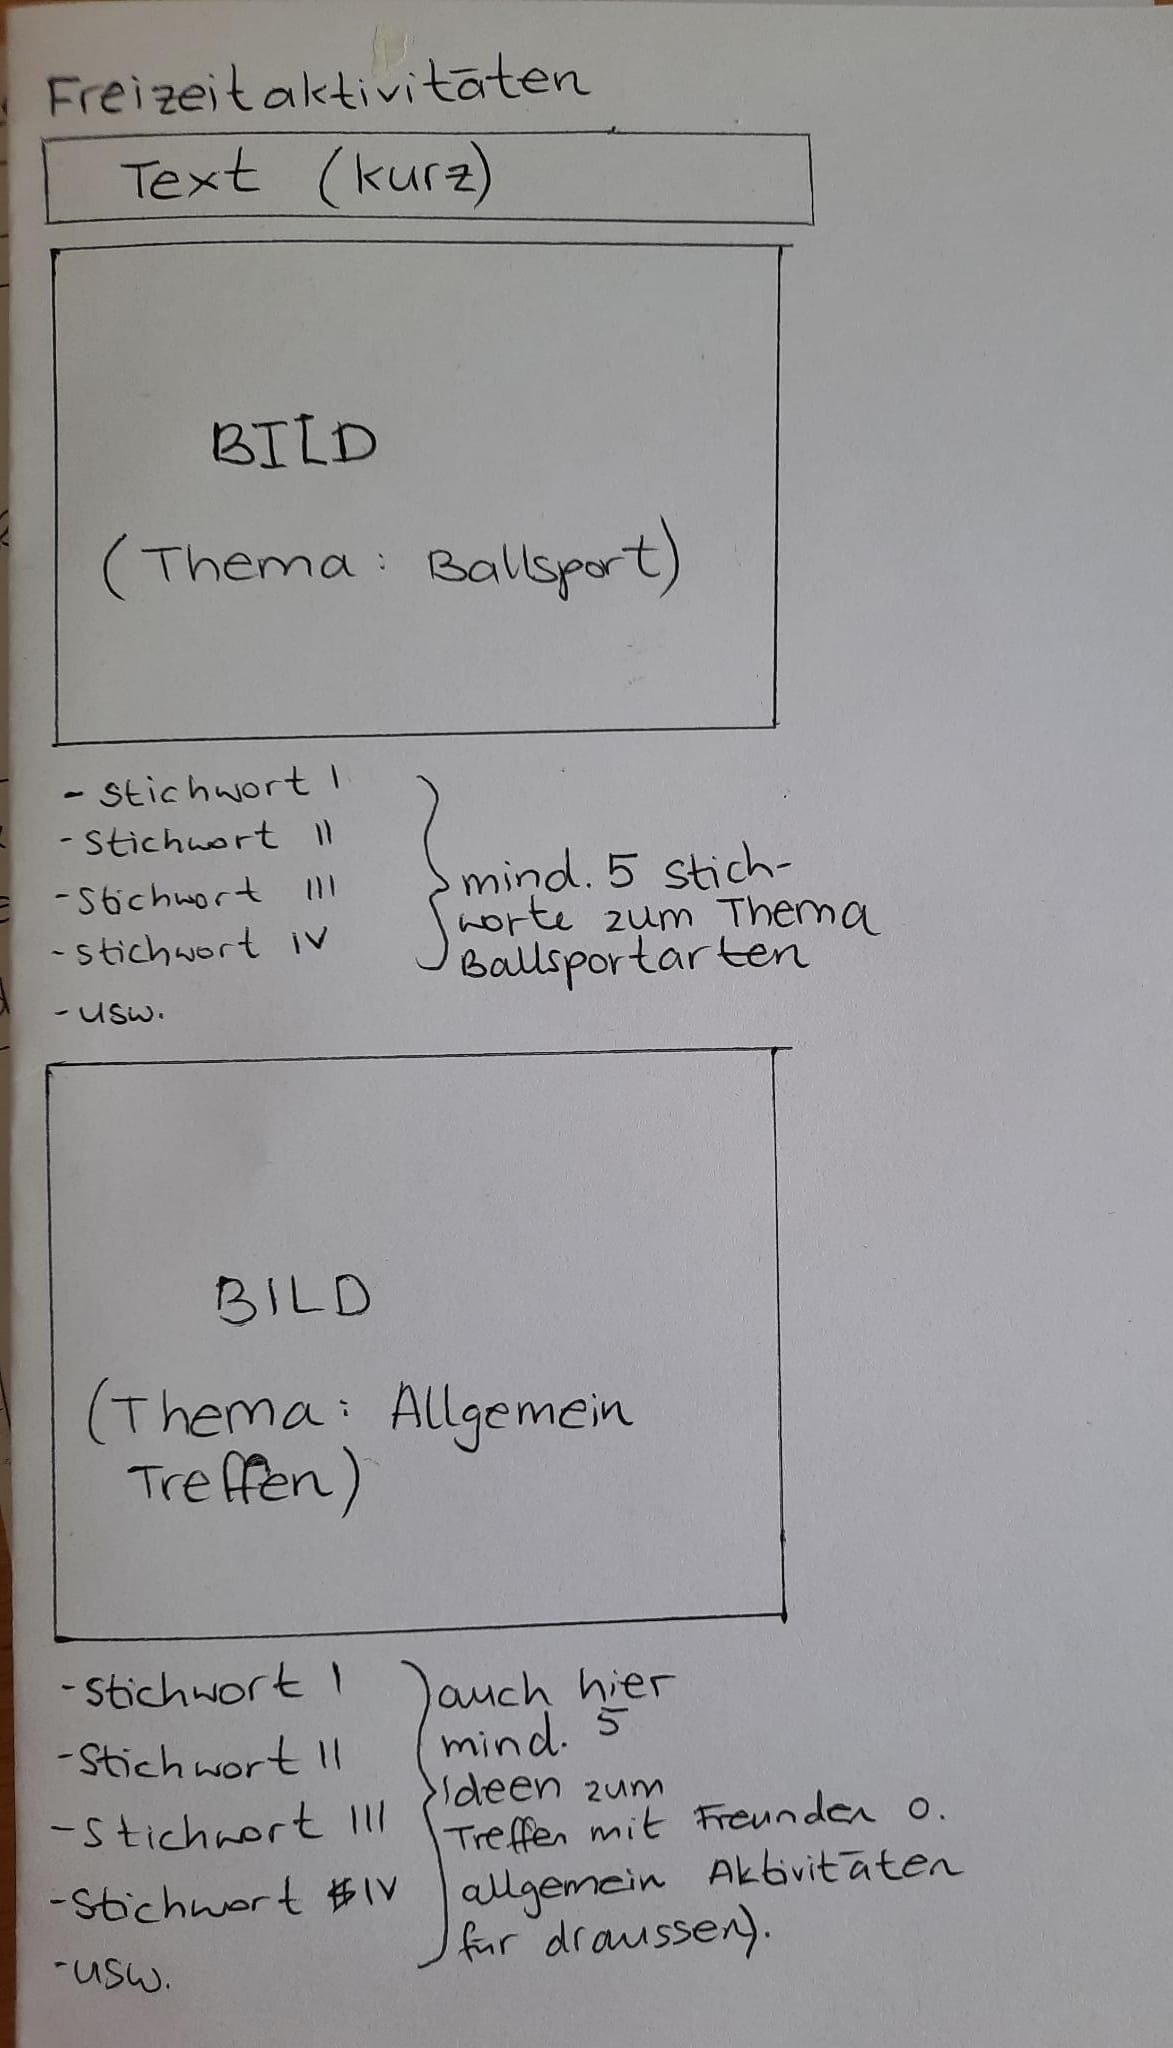 Freizeitaktivitäten
Text (kurz)
BILD
(Thema: Ballsport)
- Stichwort I
- Stichwort II
- Stichwort III
- Stichwort IV
- usw.
mind. 5 Stich-
worte zum Thema
Ballsportarten
BILD
(Thema: Allgemein
Treffen)
- Stichwort I
- Stichwort II
- Stichwort III
- Stichwort IV
- usw.
auch hier
mind. 5
Ideen zum
Treffen mit Freunden o.
allgemein Aktivitäten
für draussen).